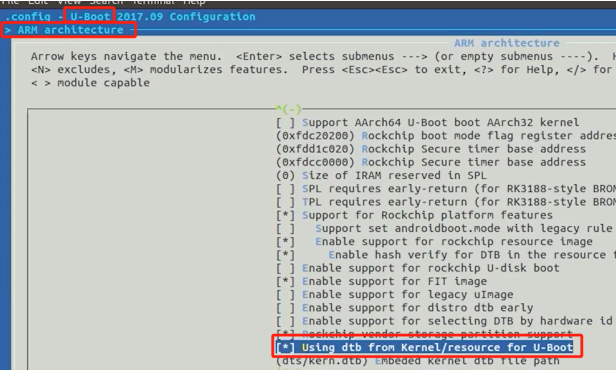 File Edit View Search Terminal Help
.config - U-Boot 2017.09 Configuration
> ARM architecture
ARM architecture
Arrow keys navigate the menu.  <Enter> selects submenus ---> (or empty submenus ----).
<N> excludes, <M> modularizes features.  Press <Esc><Esc> to exit, <?> for Help, </> for
< > module capable
^(-)
[ ] Support AArch64 U-Boot boot AArch32 kernel
(0xfdc20200) Rockchip boot mode flag register addres
(0xfdd1c020) Rockchip Secure timer base address
(0xfdcc0000) Rockchip Secure timer base address
(0) Size of IRAM reserved in SPL
[ ] SPL requires early-return (for RK3188-style BROM
[ ] TPL requires early-return (for RK3188-style BROM
[*] Support for Rockchip platform features
[ ]   Support set androidboot.mode with legacy rule
[*]   Enable support for rockchip resource image
[*]     Enable hash verify for DTB in the resource
[ ] Enable support for rockchip U-disk boot
[*] Enable support for FIT image
[ ] Enable support for legacy uImage
[ ] Enable support for distro dtb early
[ ] Enable support for selecting DTB by hardware id
[*] Rockchip vendor storage partition support
[*] Using dtb from Kernel/resource for U-Boot
(dts/kern.dtb) Embeded kernel dtb file path